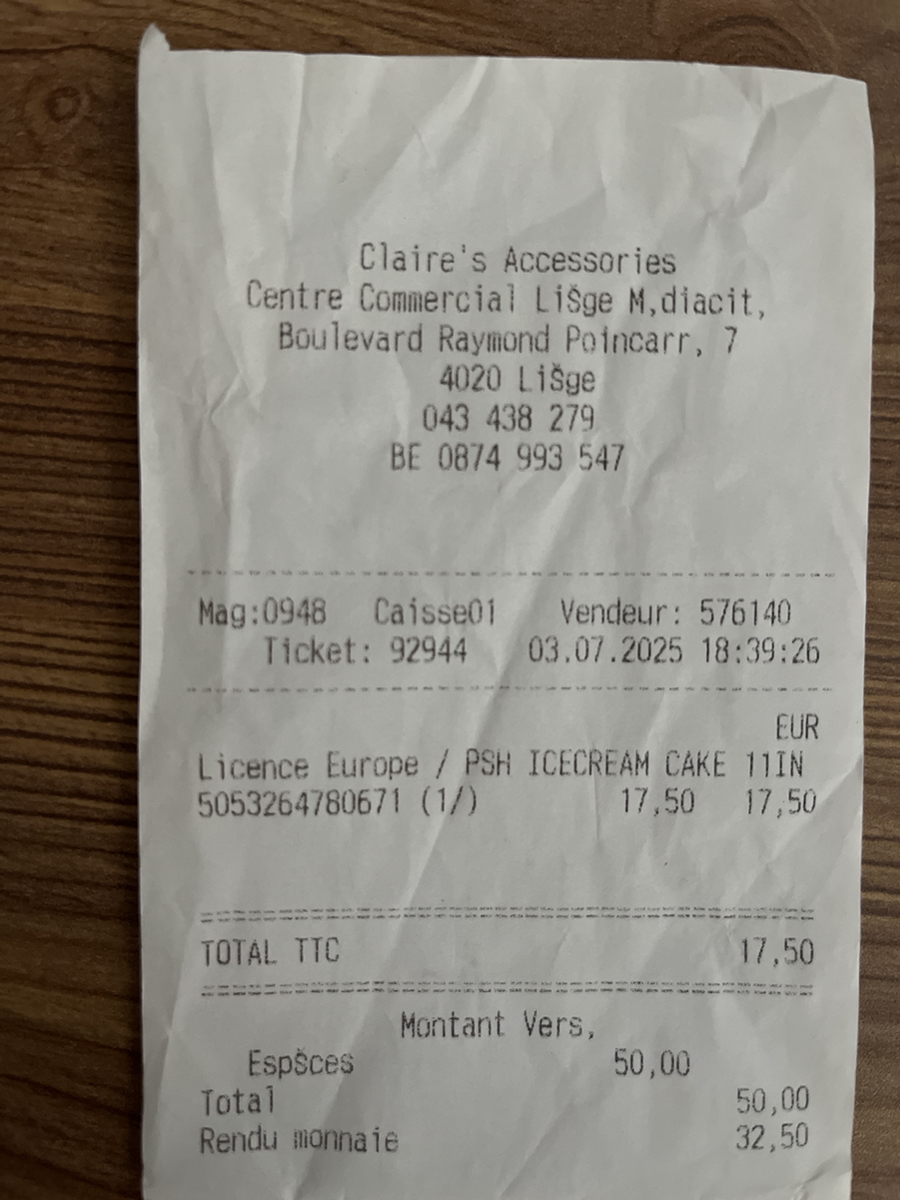 Claire's Accessories
Centre Commercial LiŠge M,diacit,
Boulevard Raymond Poincarr, 7
4020 LiŠge
043 438 279
BE 0874 993 547
Mag:0948 Caisse01 Vendeur: 576140
Ticket: 92944 03.07.2025 18:39:26
EUR
Licence Europe / PSH ICECREAM CAKE 11IN
5053264780671 (1/) 17,50 17,50
TOTAL TTC 17,50
Montant Vers,
EspŠces 50,00
Total 50,00
Rendu monnaie 32,50